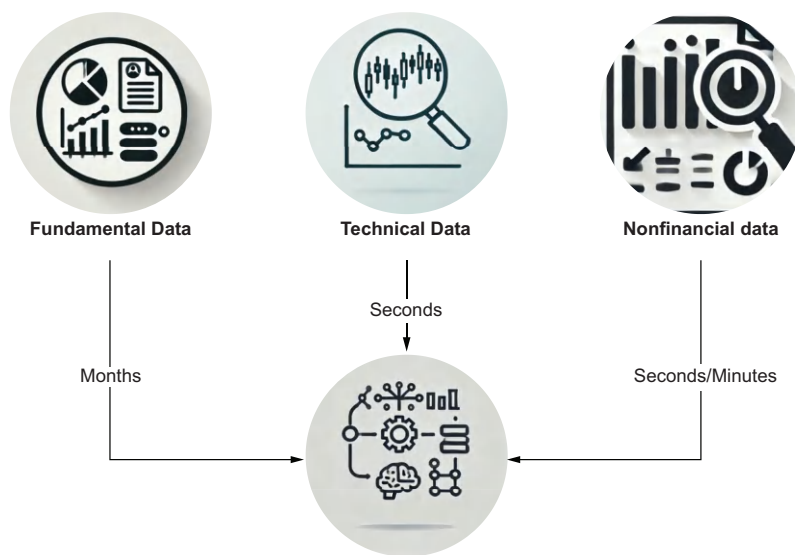 Fundamental Data
Technical Data
Nonfinancial data
Seconds
Months
Seconds/Minutes